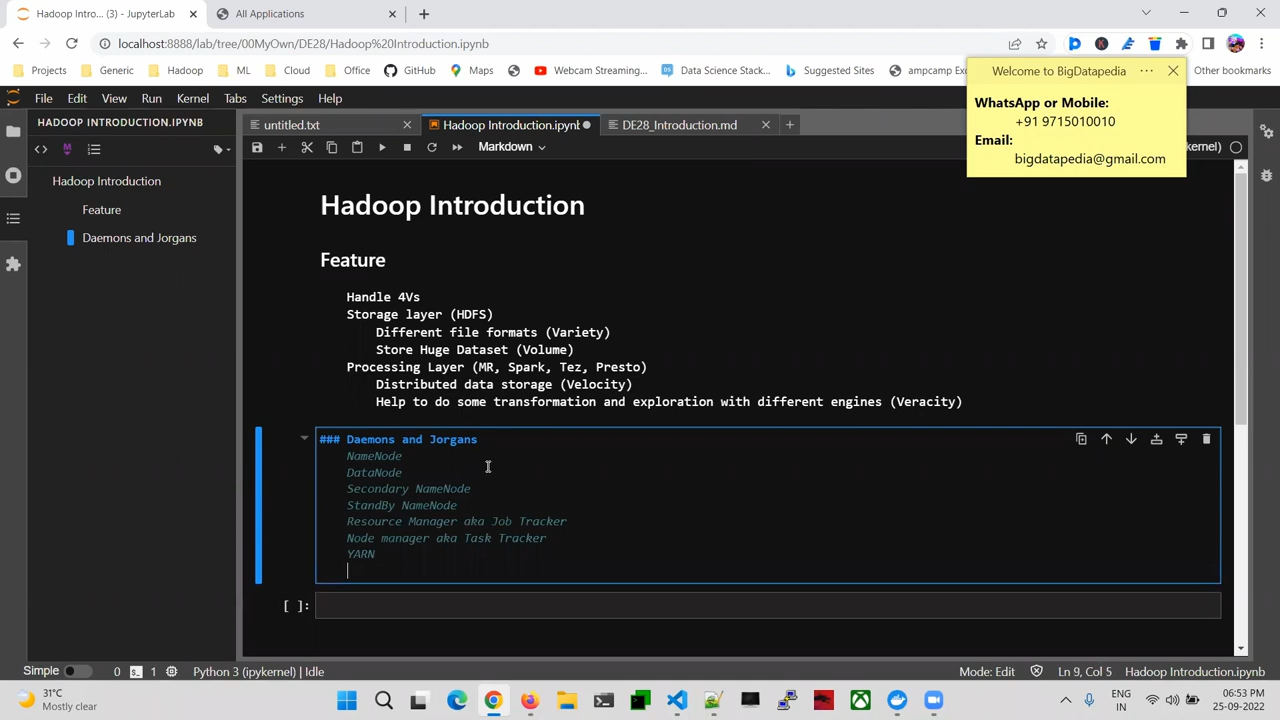 Hadoop Intro... (3) - JupyterLab
All Applications
localhost:8888/lab/tree/00MyOwn/DE28/Hadoop%20Introduction.ipynb
Projects Generic Hadoop ML Cloud Office GitHub Maps Webcam Streaming... Data Science Stack... Suggested Sites ampcamp Exc Other bookmarks
Welcome to BigDatapedia
WhatsApp or Mobile:
+91 9715010010
Email:
bigdatapedia@gmail.com
File Edit View Run Kernel Tabs Settings Help
HADOOP INTRODUCTION.IPYNB
Hadoop Introduction
Feature
Daemons and Jorgans
untitled.txt
Hadoop Introduction.ipynb
DE28_Introduction.md
Markdown
kernel)
Hadoop Introduction
Feature
Handle 4Vs
Storage layer (HDFS)
Different file formats (Variety)
Store Huge Dataset (Volume)
Processing Layer (MR, Spark, Tez, Presto)
Distributed data storage (Velocity)
Help to do some transformation and exploration with different engines (Veracity)
### Daemons and Jorgans
NameNode
DataNode
Secondary NameNode
StandBy NameNode
Resource Manager aka Job Tracker
Node manager aka Task Tracker
YARN
[ ]:
Simple 0 1 Python 3 (ipykernel) | Idle Mode: Edit Ln 9, Col 5 Hadoop Introduction.ipynb
31°C
Mostly clear
ENG
IN
06:53 PM
25-09-2022